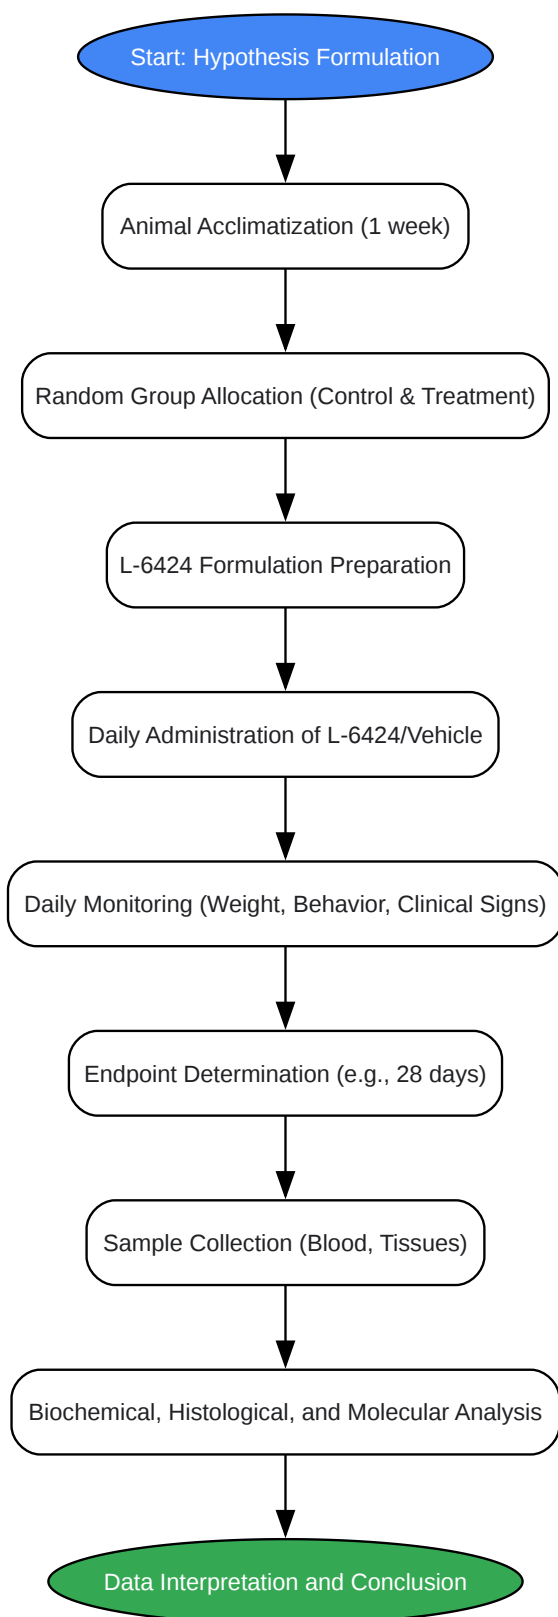 Start: Hypothesis Formulation
Animal Acclimatization (1 week)
Random Group Allocation (Control & Treatment)
L-6424 Formulation Preparation
Daily Administration of L-6424/Vehicle
Daily Monitoring (Weight, Behavior, Clinical Signs)
Endpoint Determination (e.g., 28 days)
Sample Collection (Blood, Tissues)
Biochemical, Histological, and Molecular Analysis
Data Interpretation and Conclusion